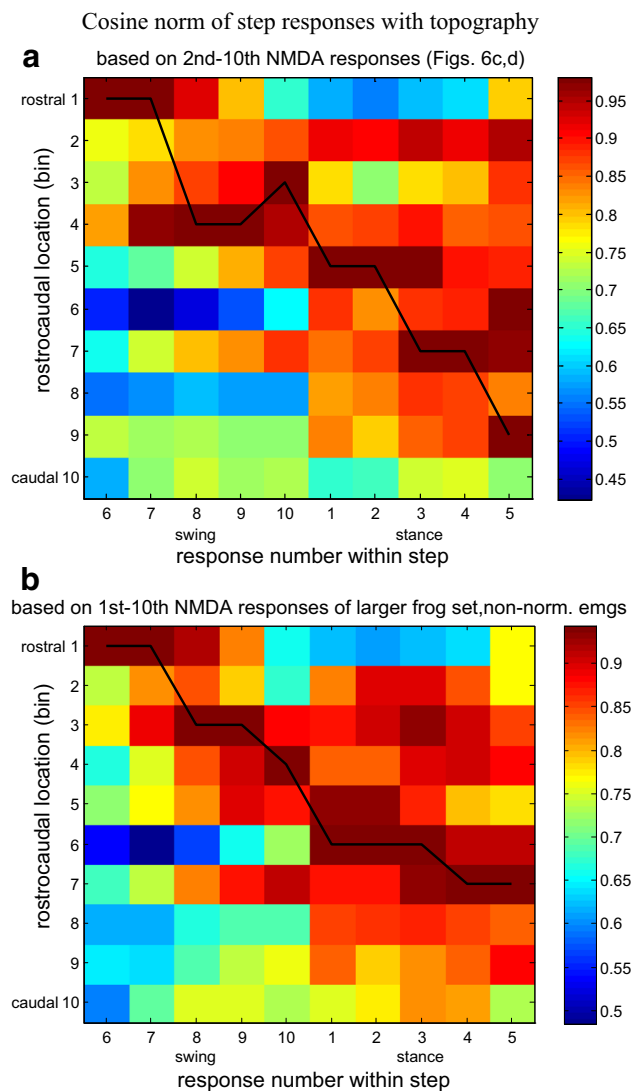 Cosine norm of step responses with topography
a
based on 2nd-10th NMDA responses (Figs. 6c,d)
rostrocaudal location (bin)
rostral 1
2
3
4
5
6
7
8
9
caudal 10
6 7 8 9 10 1 2 3 4 5
swing stance
response number within step
0.95
0.9
0.85
0.8
0.75
0.7
0.65
0.6
0.55
0.5
0.45
b
based on 1st-10th NMDA responses of larger frog set,non-norm. emgs
rostrocaudal location (bin)
rostral 1
2
3
4
5
6
7
8
9
caudal 10
6 7 8 9 10 1 2 3 4 5
swing stance
response number within step
0.9
0.85
0.8
0.75
0.7
0.65
0.6
0.55
0.5